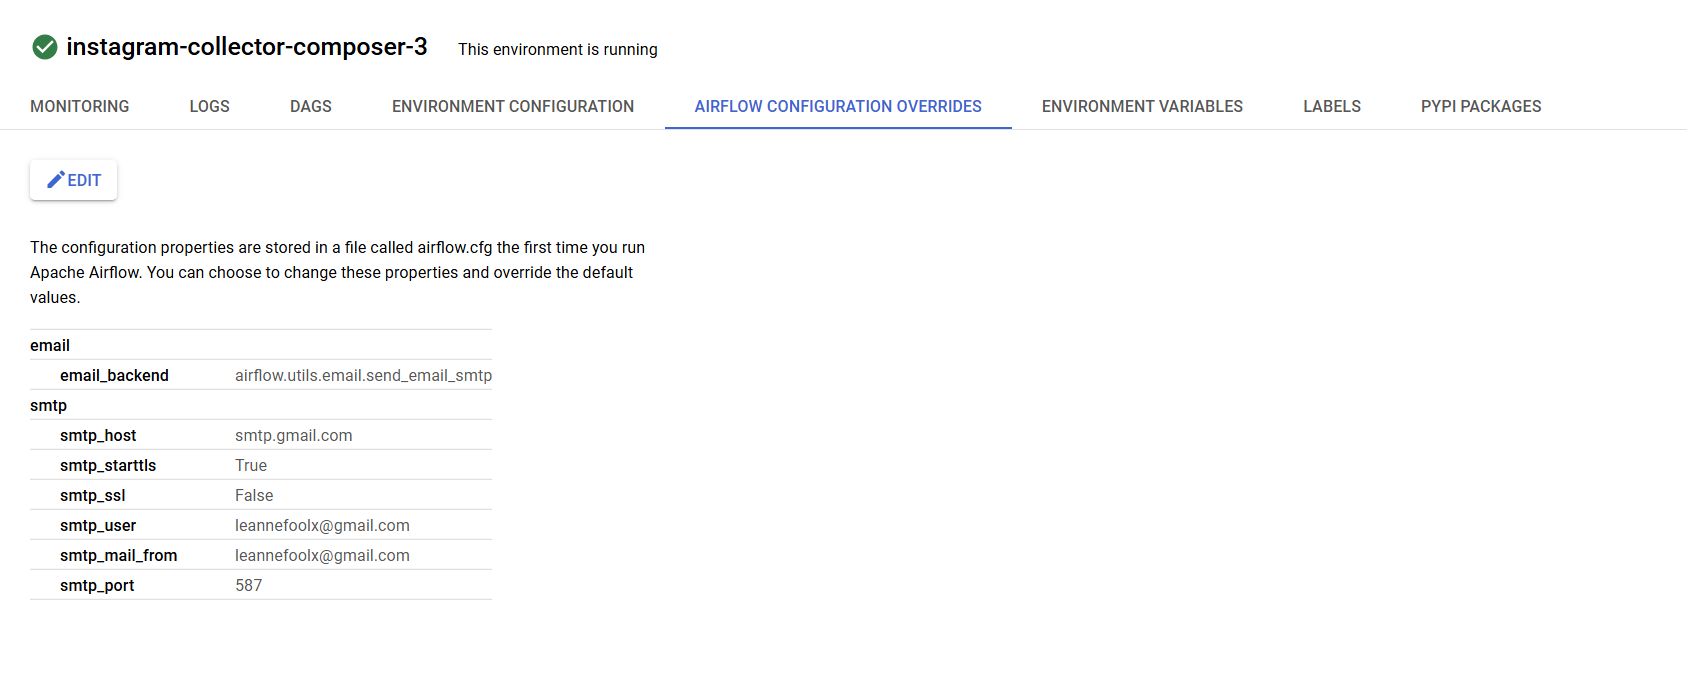 instagram-collector-composer-3 This environment is running
MONITORING LOGS DAGS ENVIRONMENT CONFIGURATION AIRFLOW CONFIGURATION OVERRIDES ENVIRONMENT VARIABLES LABELS PYPI PACKAGES
EDIT
The configuration properties are stored in a file called airflow.cfg the first time you run
Apache Airflow. You can choose to change these properties and override the default
values.
email
email_backend airflow.utils.email.send_email_smtp
smtp
smtp_host smtp.gmail.com
smtp_starttls True
smtp_ssl False
smtp_user leannefoolx@gmail.com
smtp_mail_from leannefoolx@gmail.com
smtp_port 587